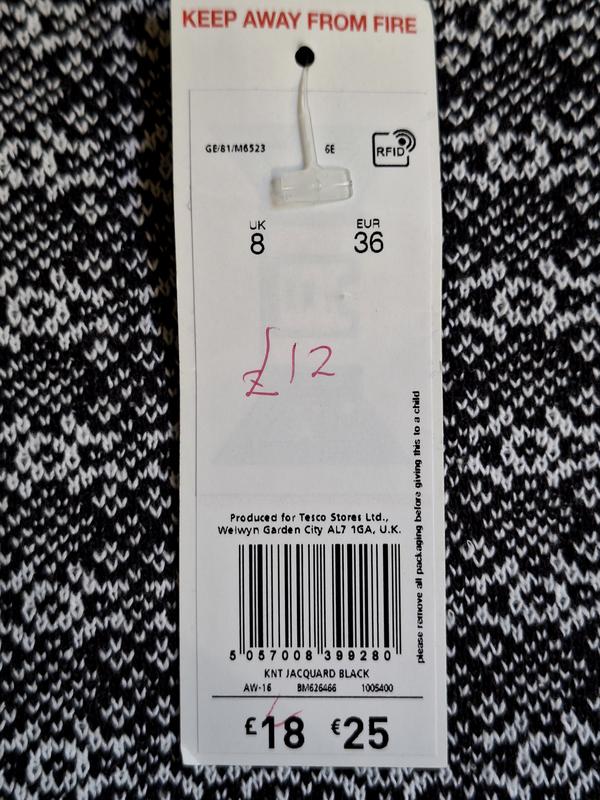 KEEP AWAY FROM FIRE
GE/81/M6523 6E RFID
UK EUR
8 36
£12
please remove all packaging before giving this to a child
Produced for Tesco Stores Ltd.,
Welwyn Garden City AL7 1GA, U.K.
5 057008 399280
KNT JACQUARD BLACK
AW-16 BM626466 1005400
£18 €25